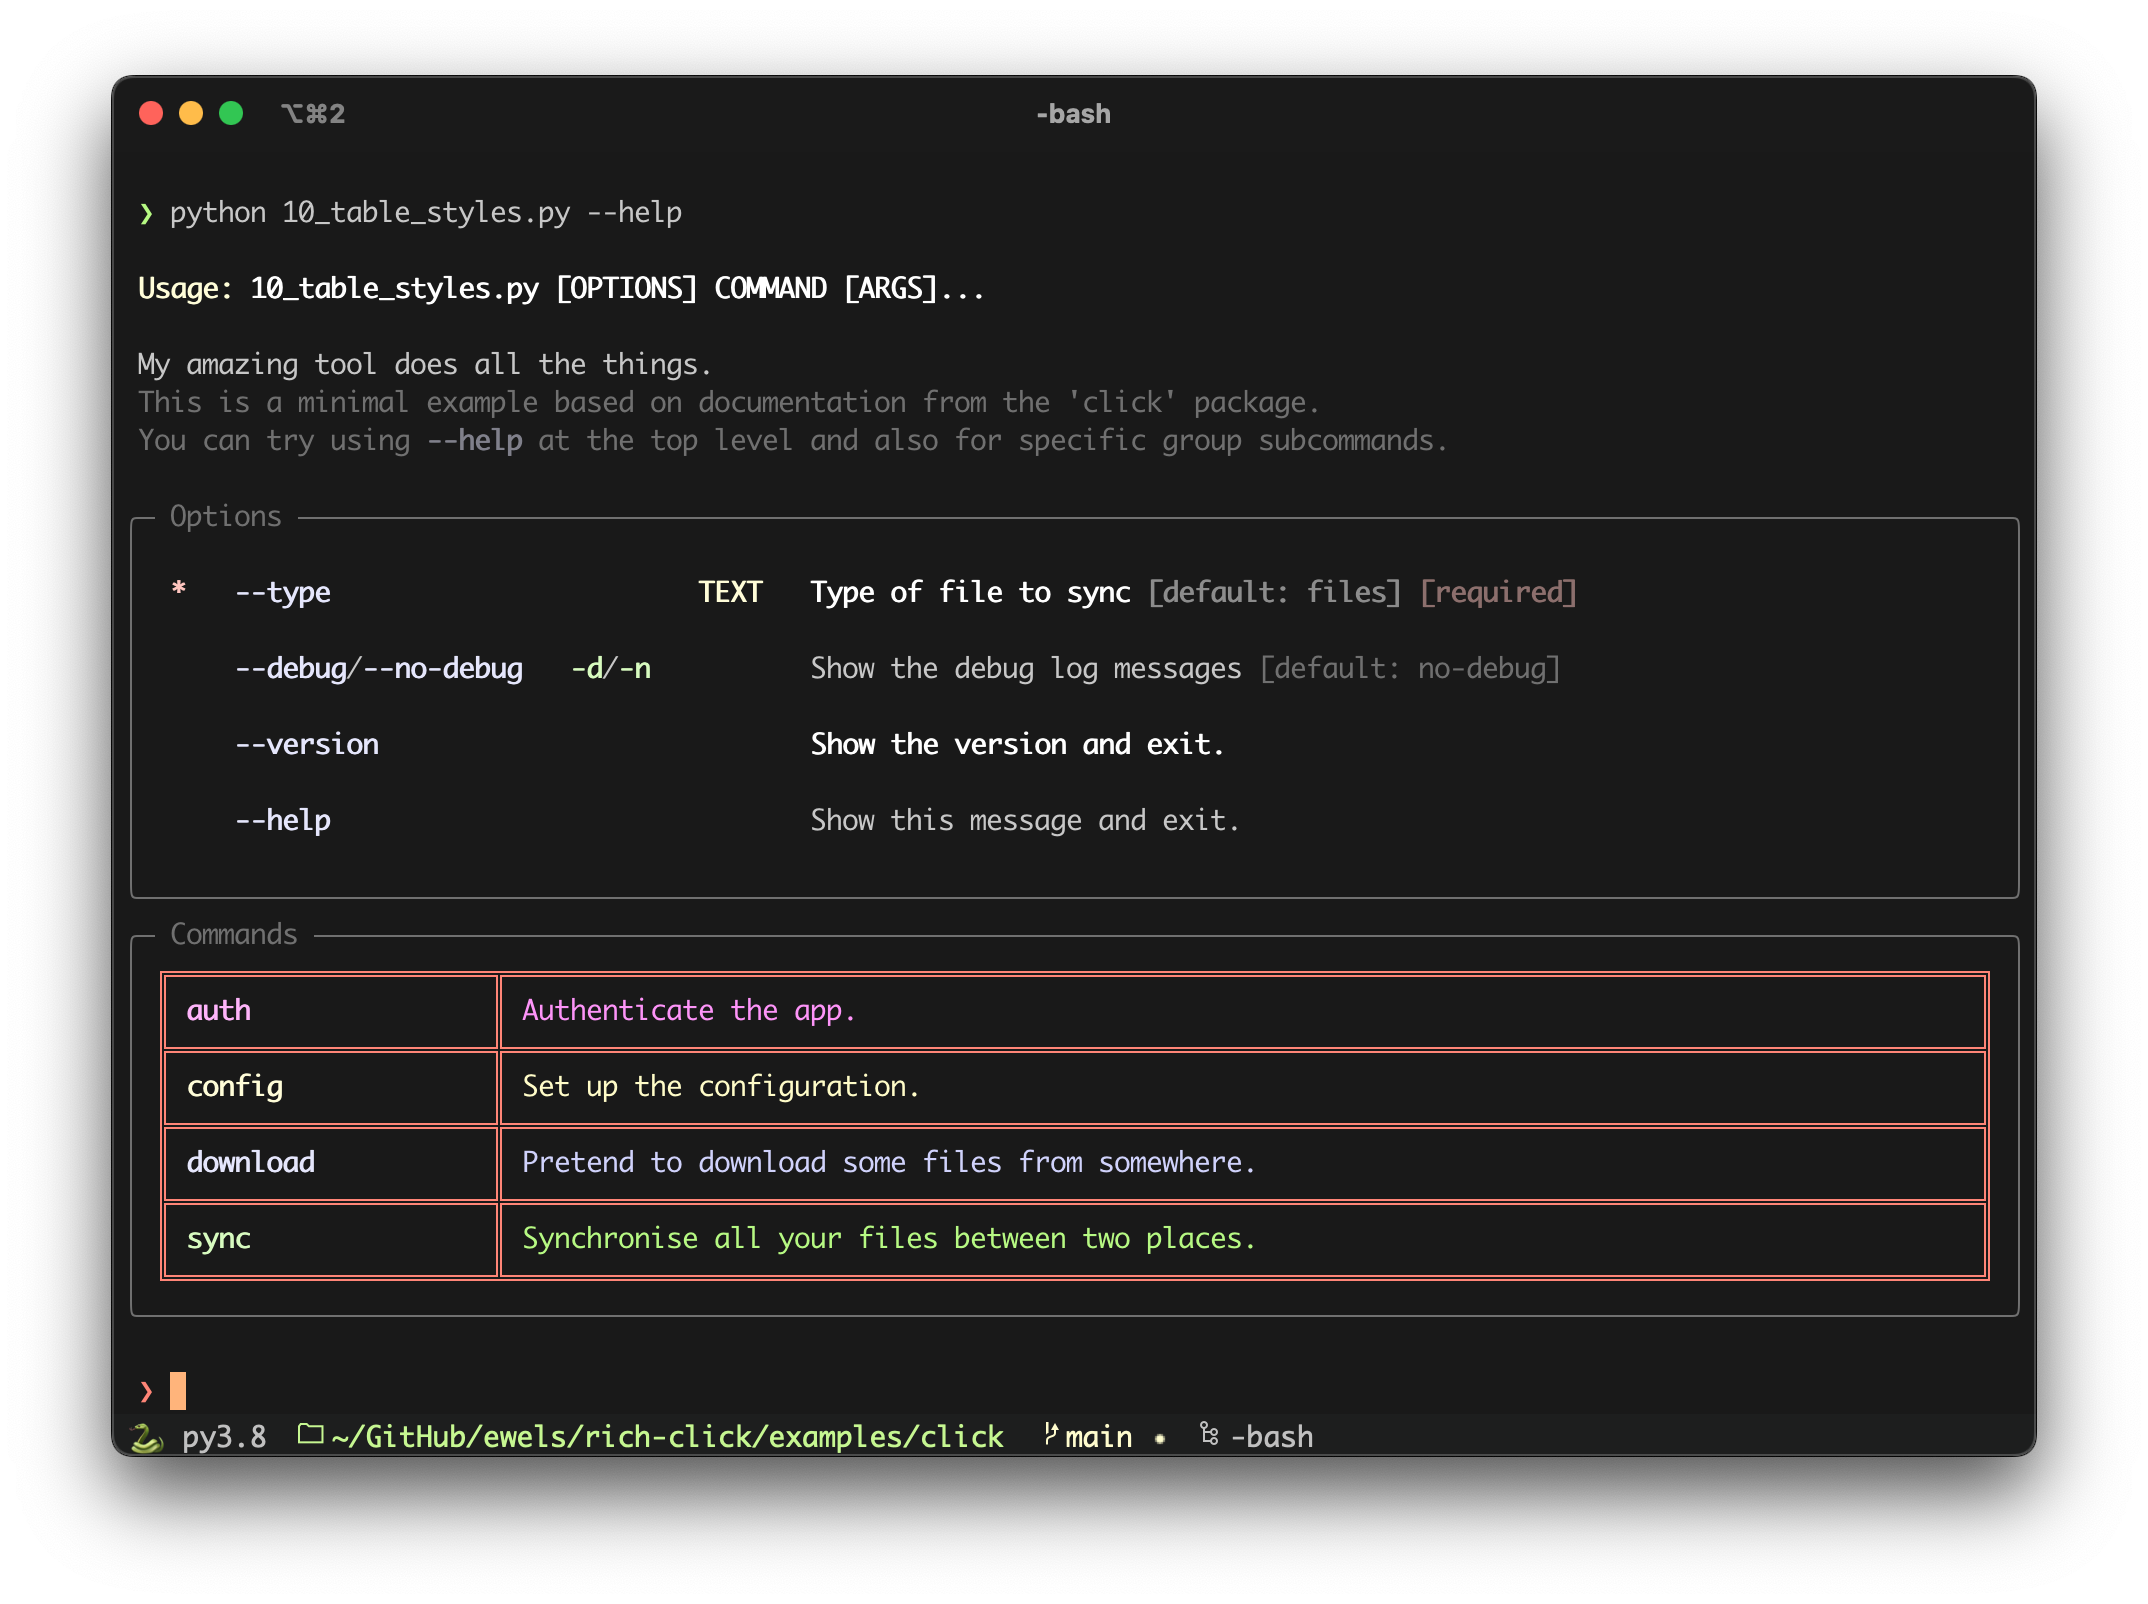 ⌥⌘2 -bash
❯ python 10_table_styles.py --help
Usage: 10_table_styles.py [OPTIONS] COMMAND [ARGS]...
My amazing tool does all the things.
This is a minimal example based on documentation from the 'click' package.
You can try using --help at the top level and also for specific group subcommands.
Options
* --type TEXT Type of file to sync [default: files] [required]
--debug/--no-debug -d/-n Show the debug log messages [default: no-debug]
--version Show the version and exit.
--help Show this message and exit.
Commands
auth Authenticate the app.
config Set up the configuration.
download Pretend to download some files from somewhere.
sync Synchronise all your files between two places.
❯
py3.8 ~/GitHub/ewels/rich-click/examples/click main • -bash